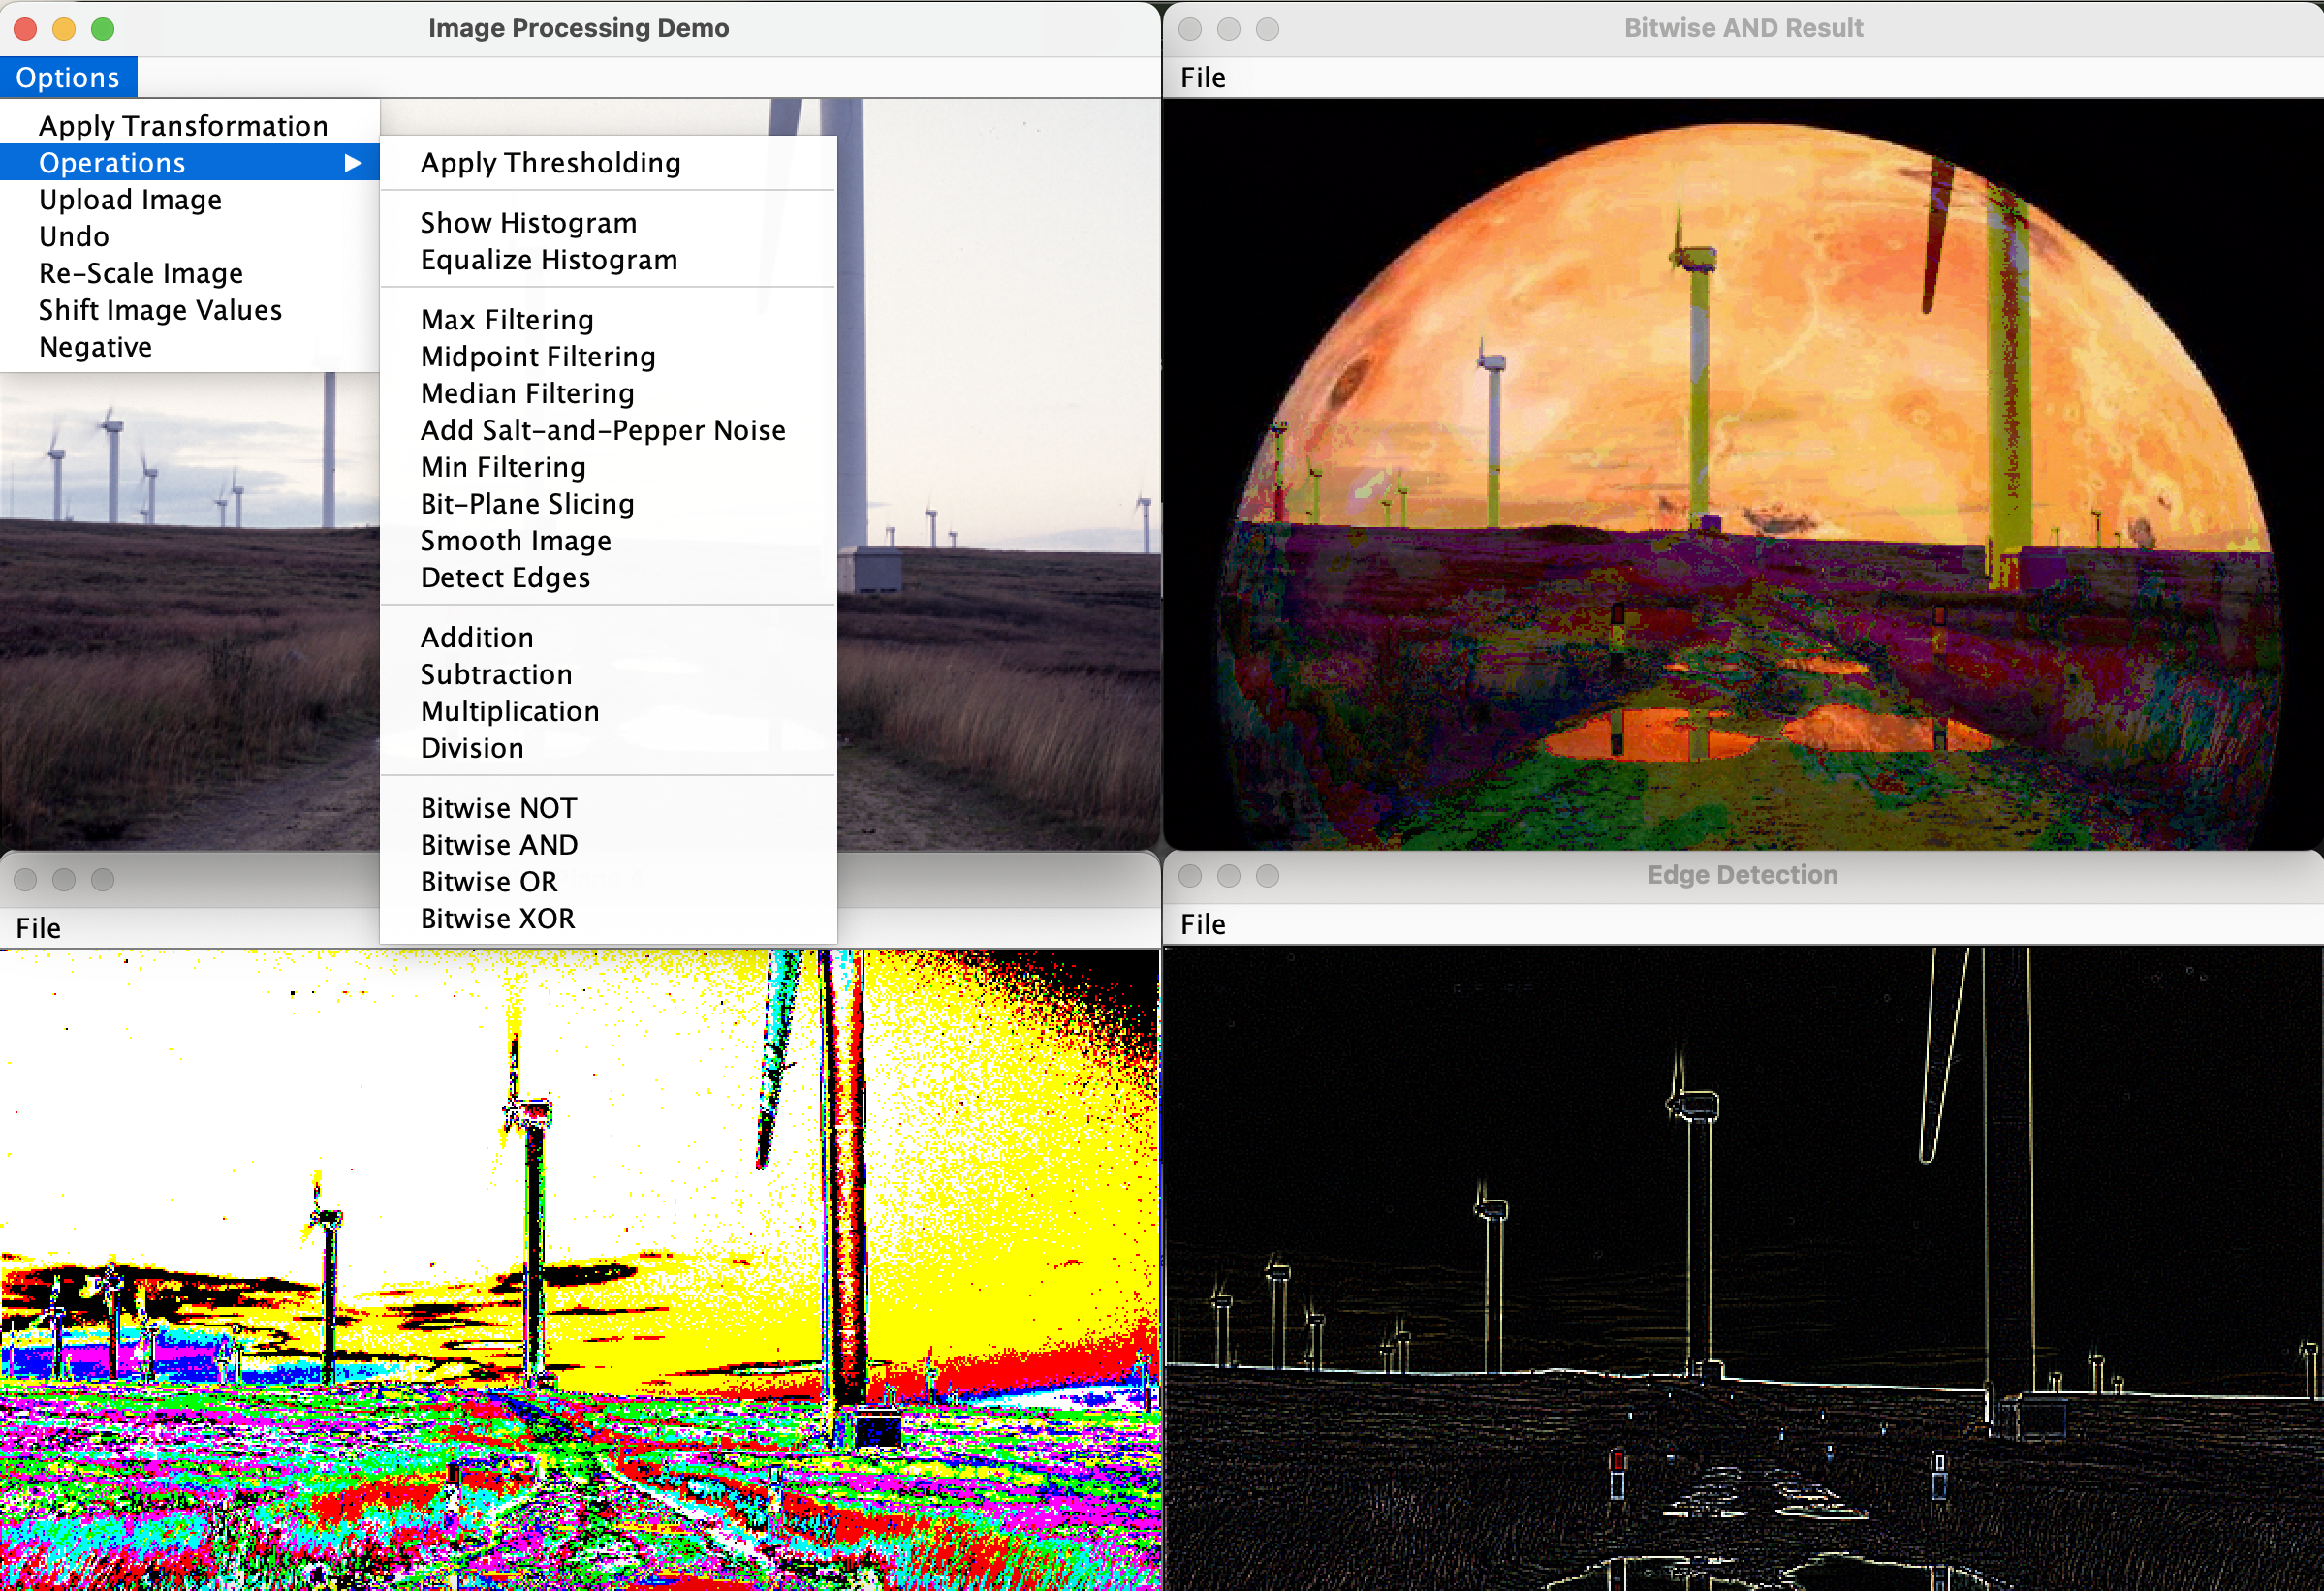 Image Processing Demo
Options
Apply Transformation
Operations
Upload Image
Undo
Re-Scale Image
Shift Image Values
Negative
Apply Thresholding
Show Histogram
Equalize Histogram
Max Filtering
Midpoint Filtering
Median Filtering
Add Salt-and-Pepper Noise
Min Filtering
Bit-Plane Slicing
Smooth Image
Detect Edges
Addition
Subtraction
Multiplication
Division
Bitwise NOT
Bitwise AND
Bitwise OR
Bitwise XOR
Bitwise AND Result
File
File
Edge Detection
File